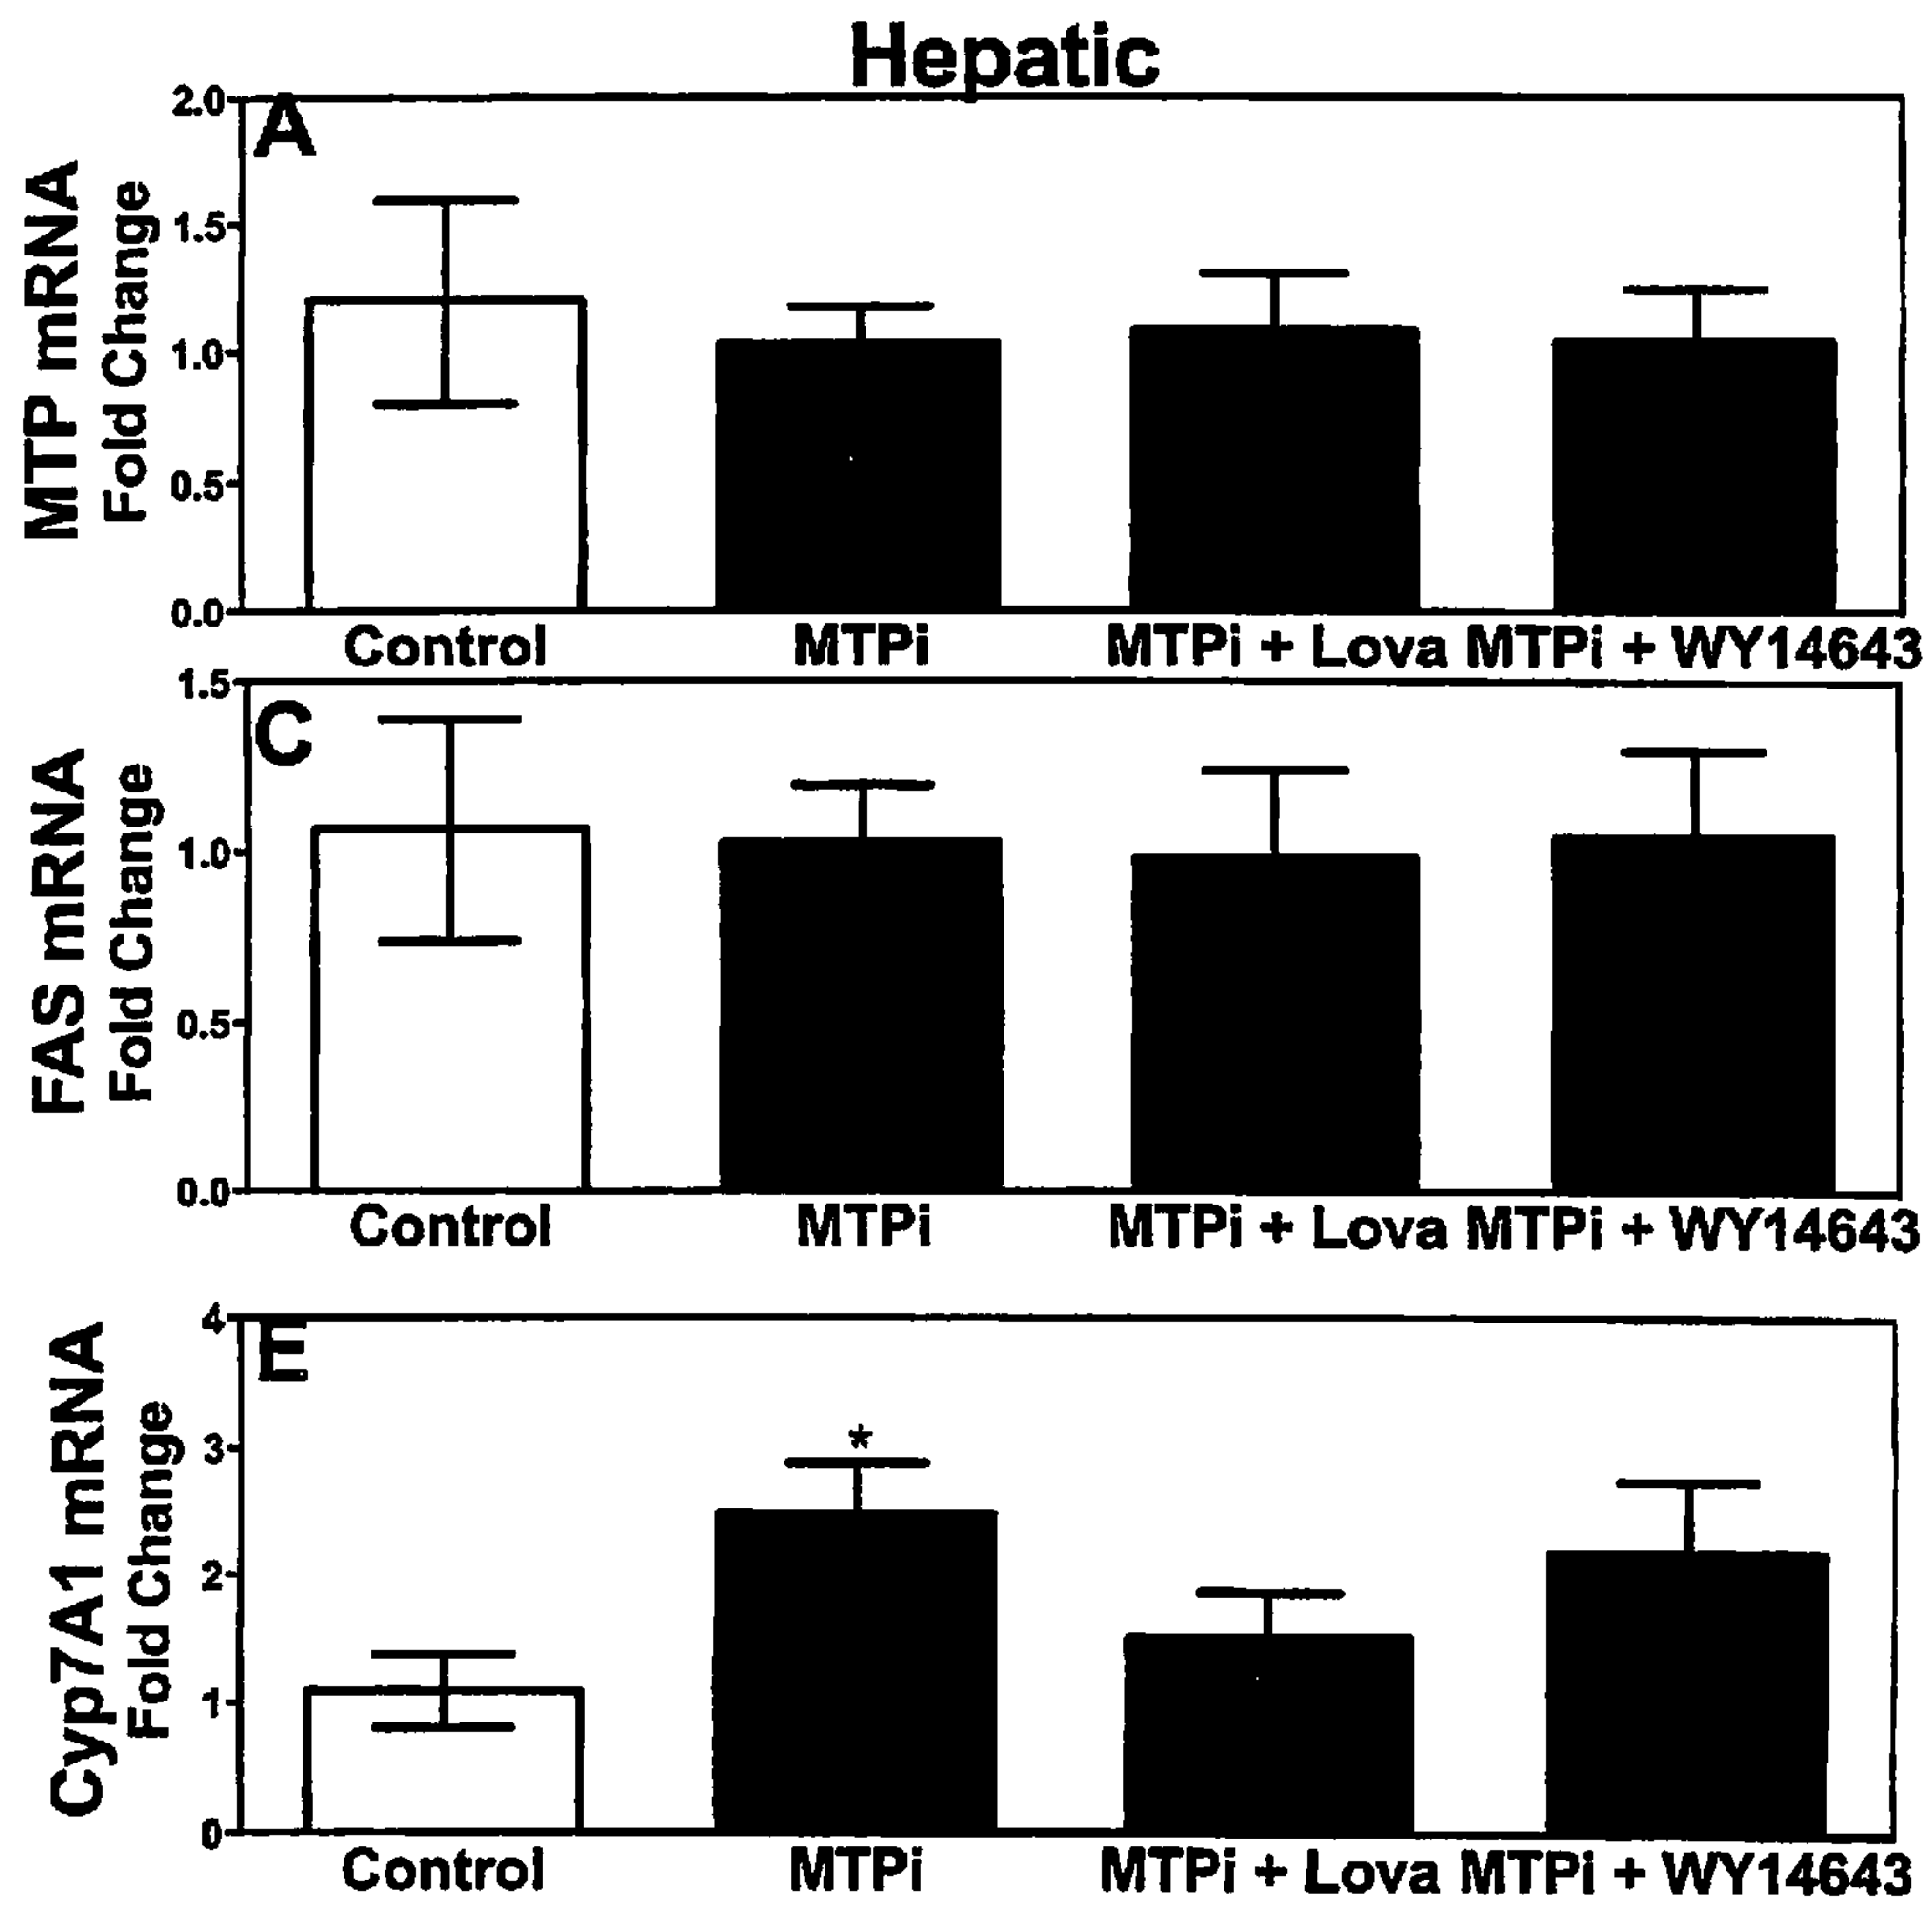 Hepatic
A
MTP mRNA
Fold Change
2.0
1.5
1.0
0.5
0.0
Control MTPi MTPi + Lova MTPi + WY14643
C
FAS mRNA
Fold Change
1.5
1.0
0.5
0.0
Control MTPi MTPi + Lova MTPi + WY14643
E
Cyp7A1 mRNA
Fold Change
4
3
2
1
0
*
Control MTPi MTPi + Lova MTPi + WY14643